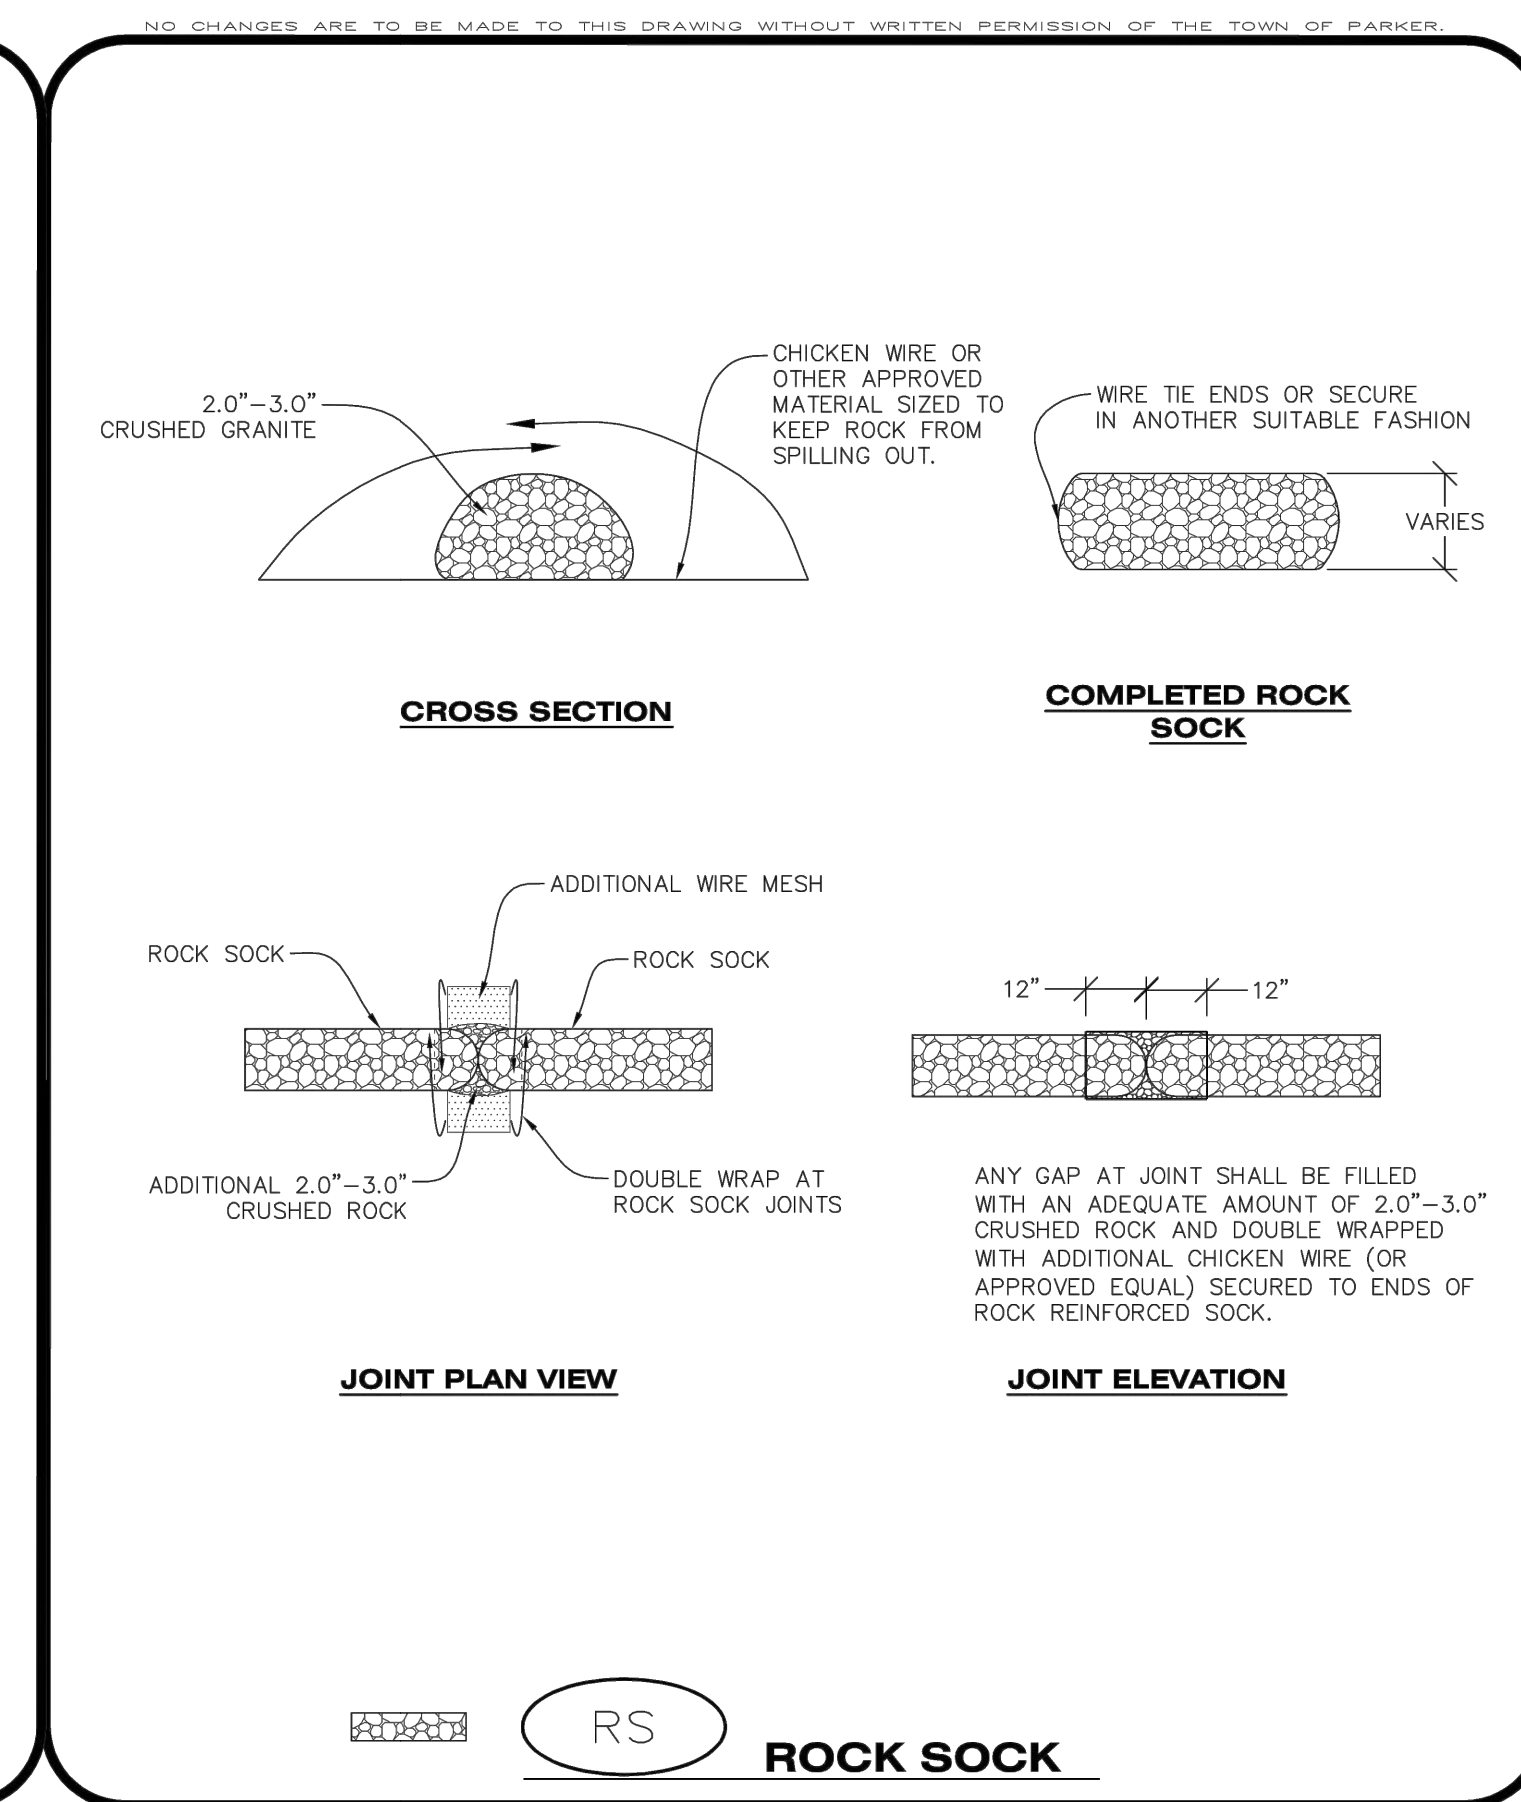 NO CHANGES ARE TO BE MADE TO THIS DRAWING WITHOUT WRITTEN PERMISSION OF THE TOWN OF PARKER.
2.0"-3.0"
CRUSHED GRANITE
CHICKEN WIRE OR
OTHER APPROVED
MATERIAL SIZED TO
KEEP ROCK FROM
SPILLING OUT.
WIRE TIE ENDS OR SECURE
IN ANOTHER SUITABLE FASHION
VARIES
CROSS SECTION
COMPLETED ROCK
SOCK
ADDITIONAL WIRE MESH
ROCK SOCK
ROCK SOCK
ADDITIONAL 2.0"-3.0"
CRUSHED ROCK
DOUBLE WRAP AT
ROCK SOCK JOINTS
12"
12"
ANY GAP AT JOINT SHALL BE FILLED
WITH AN ADEQUATE AMOUNT OF 2.0"-3.0"
CRUSHED ROCK AND DOUBLE WRAPPED
WITH ADDITIONAL CHICKEN WIRE (OR
APPROVED EQUAL) SECURED TO ENDS OF
ROCK REINFORCED SOCK.
JOINT PLAN VIEW
JOINT ELEVATION
RS
ROCK SOCK